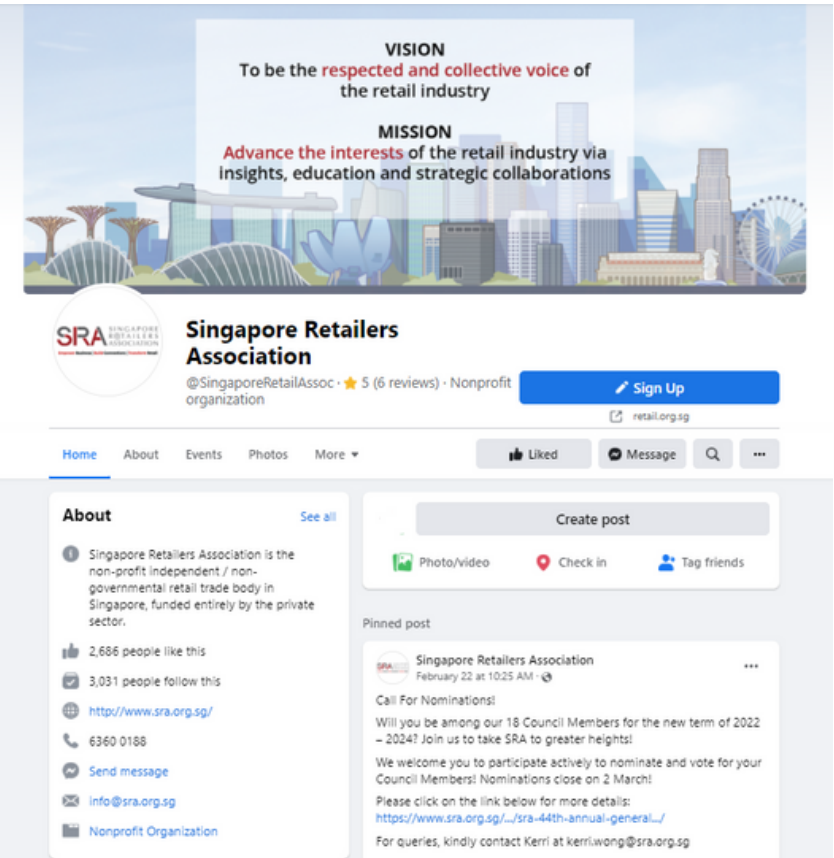 VISION
To be the respected and collective voice of
the retail industry
MISSION
Advance the interests of the retail industry via
insights, education and strategic collaborations
SRA SINGAPORE
RETAILERS
ASSOCIATION
Singapore Retailers
Association
@SingaporeRetailAssoc · 5 (6 reviews) · Nonprofit
organization
Sign Up
retail.org.sg
Home About Events Photos More
Liked Message
About See all
Singapore Retailers Association is the
non-profit independent / non-
governmental retail trade body in
Singapore, funded entirely by the private
sector.
2,686 people like this
3,031 people follow this
http://www.sra.org.sg/
6360 0188
Send message
info@sra.org.sg
Nonprofit Organization
Create post
Photo/video Check in Tag friends
Pinned post
SRA
Singapore Retailers Association
February 22 at 10:25 AM ·
Call For Nominations!
Will you be among our 18 Council Members for the new term of 2022
– 2024? Join us to take SRA to greater heights!
We welcome you to participate actively to nominate and vote for your
Council Members! Nominations close on 2 March!
Please click on the link below for more details:
https://www.sra.org.sg/.../sra-44th-annual-general.../
For queries, kindly contact Kerri at kerri.wong@sra.org.sg